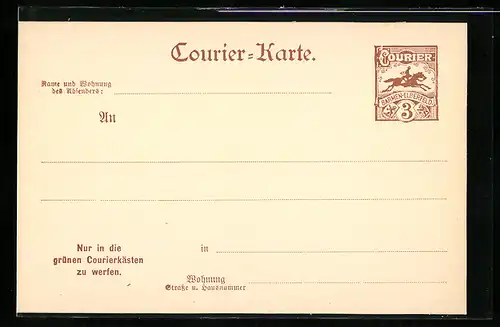 Courier-Karte.
COURIER
BARMEN-ELBERFELD
3
Name und Wohnung
des Absenders:
An
Nur in die
grünen Courierkästen
zu werfen.
in
Wohnung
Straße u. Hausnummer